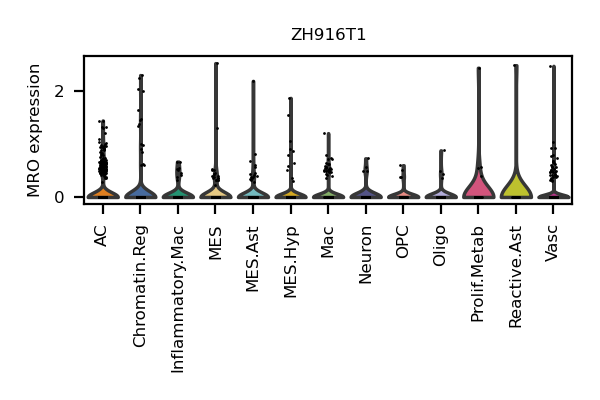 ZH916T1
MRO expression
2
0
AC
Chromatin.Reg
Inflammatory.Mac
MES
MES.Ast
MES.Hyp
Mac
Neuron
OPC
Oligo
Prolif.Metab
Reactive.Ast
Vasc